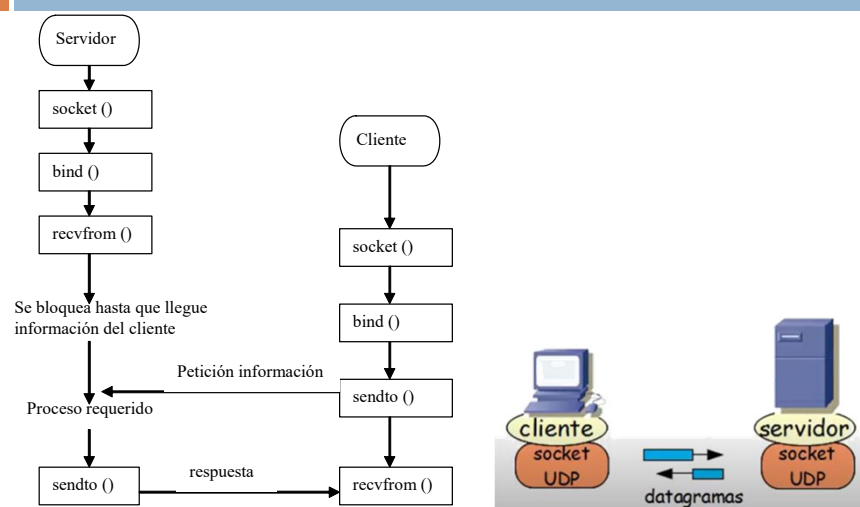 Servidor
socket ()
bind ()
recvfrom ()
Se bloquea hasta que llegue
información del cliente
Proceso requerido
sendto ()
Petición información
respuesta
Cliente
socket ()
bind ()
sendto ()
recvfrom ()
cliente
socket
UDP
datagramas
servidor
socket
UDP